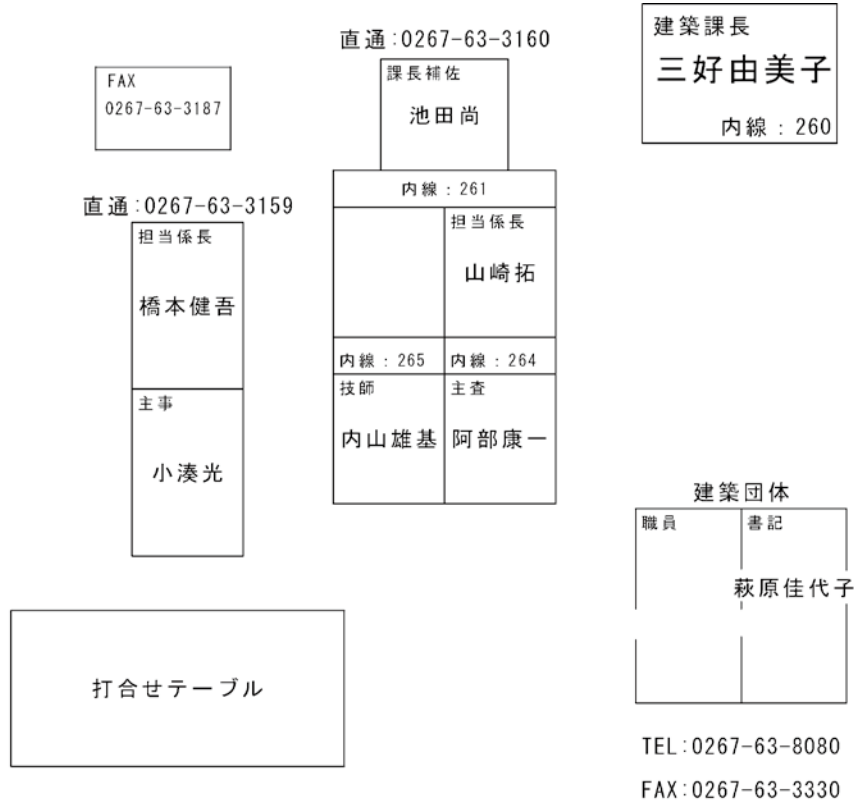 直通:0267-63-3160
建築課長
三好由美子
内線：260
FAX
0267-63-3187
課長補佐
池田尚
内線：261
直通:0267-63-3159
担当係長
橋本健吾
担当係長
山崎拓
内線：265
内線：264
主事
小湊光
技師
内山雄基
主査
阿部康一
建築団体
職員
書記
萩原佳代子
打合せテーブル
TEL:0267-63-8080
FAX:0267-63-3330